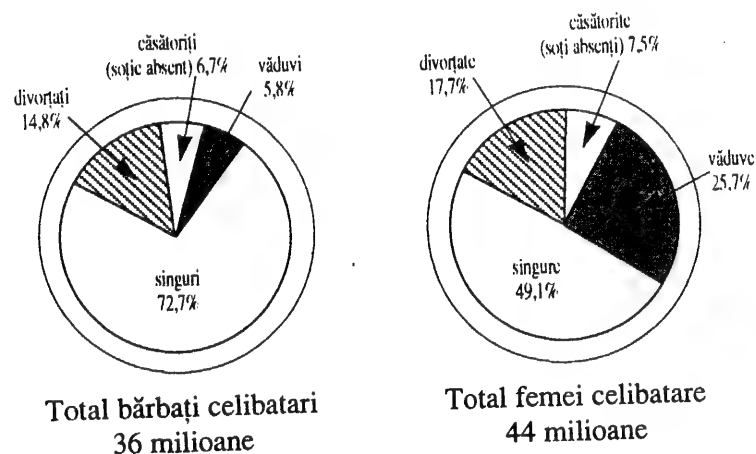 căsătoriți
(soție absent) 6,7%
văduvi
5,8%
divorțați
14,8%
singuri
72,7%
Total bărbați celibatari
36 milioane
căsătorite
(soți absenți) 7,5%
divorțate
17,7%
văduve
25,7%
singure
49,1%
Total femei celibatare
44 milioane